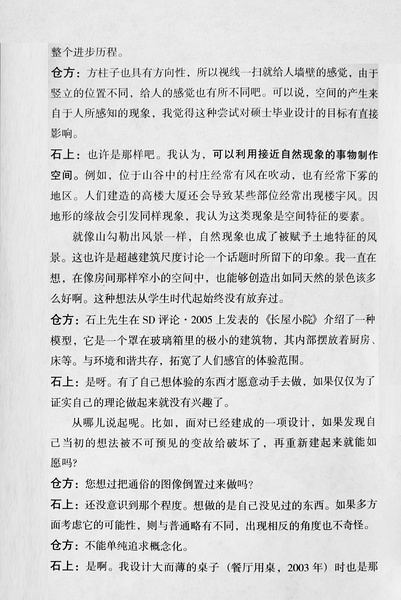 整个进步历程。
仓方：方柱子也具有方向性，所以视线一扫就给人墙壁的感觉，由于
竖立的位置不同，给人的感觉也有所不同吧。可以说，空间的产生来
自于人所感知的现象，我觉得这种尝试对硕士毕业设计的目标有直接
影响。
石上：也许是那样吧。我认为，可以利用接近自然现象的事物制作
空间。例如，位于山谷中的村庄经常有风在吹动，也有经常下雾的
地区。人们建造的高楼大厦还会导致某些部位经常出现楼宇风。因
地形的缘故会引发同样现象，我认为这类现象是空间特征的要素。
就像山勾勒出风景一样，自然现象也成了被赋予土地特征的风
景。这也许是超越建筑尺度讨论一个话题时所留下的印象。我一直在
想，在像房间那样窄小的空间中，也能够创造出如同天然的景色该多
么好啊。这种想法从学生时代起始终没有放弃过。
仓方：石上先生在 SD 评论·2005 上发表的《长屋小院》介绍了一种
模型，它是一个罩在玻璃箱里的极小的建筑物，其内部摆放着厨房、
床等。与环境和谐共存，拓宽了人们感官的体验范围。
石上：是呀。有了自己想体验的东西才愿意动手去做，如果仅仅为了
证实自己的理论做起来就没有兴趣了。
从哪儿说起呢。比如，面对已经建成的一项设计，如果发现自
己当初的想法被不可预见的变故给破坏了，再重新建起来就能如
愿吗？
仓方：您想过把通俗的图像倒置过来做吗？
石上：还没意识到那个程度。想做的是自己没见过的东西。如果多方
面考虑它的可能性，则与普通略有不同，出现相反的角度也不奇怪。
仓方：不能单纯追求概念化。
石上：是啊。我设计大而薄的桌子（餐厅用桌，2003 年）时也是那